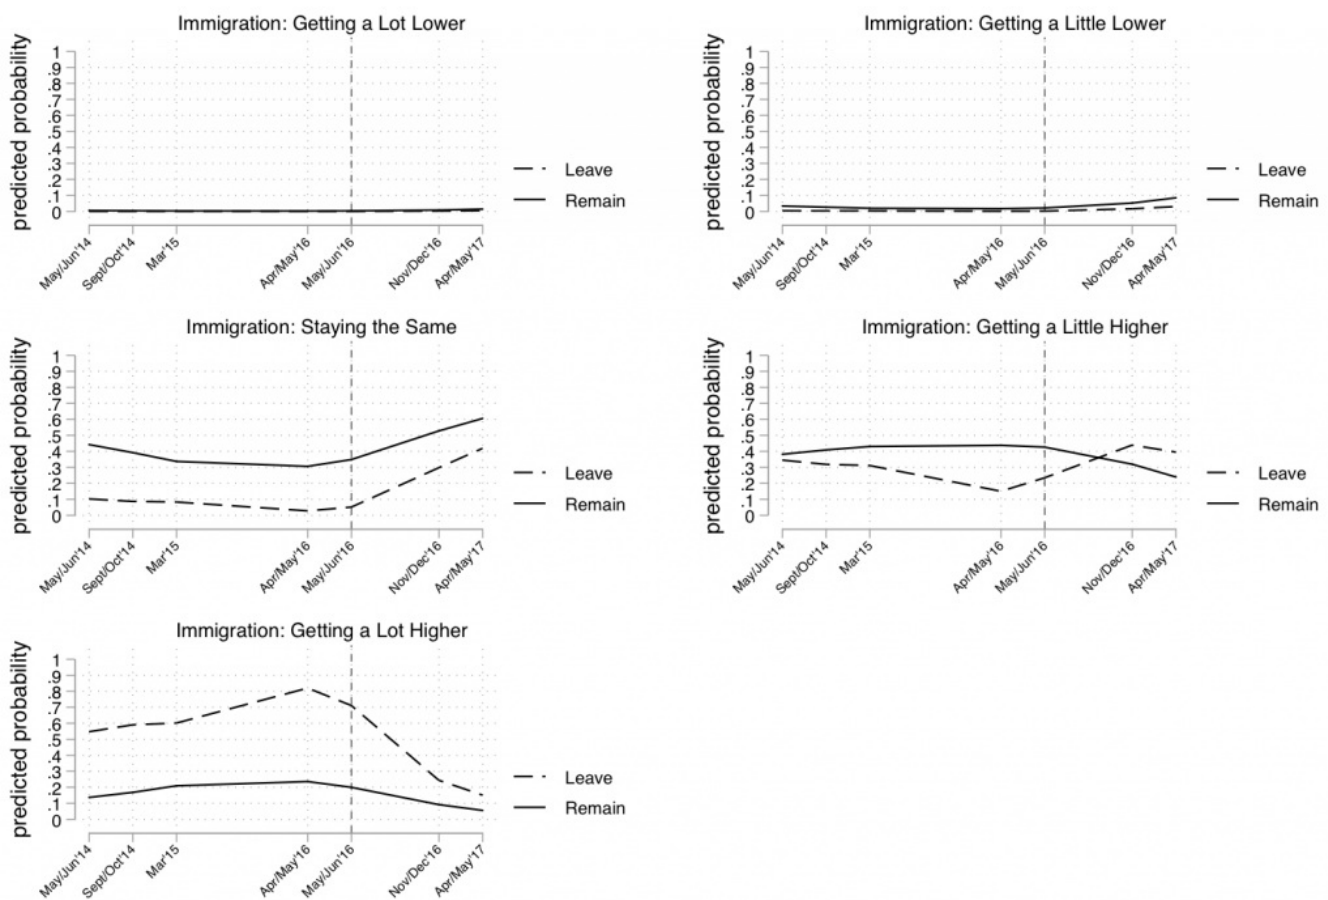 Immigration: Getting a Lot Lower
predicted probability
1
.9
.8
.7
.6
.5
.4
.3
.2
.1
0
May/Jun'14
Sept/Oct'14
Mar'15
Apr/May'16
May/Jun'16
Nov/Dec'16
Apr/May'17
Leave
Remain
Immigration: Getting a Little Lower
predicted probability
1
.9
.8
.7
.6
.5
.4
.3
.2
.1
0
May/Jun'14
Sept/Oct'14
Mar'15
Apr/May'16
May/Jun'16
Nov/Dec'16
Apr/May'17
Leave
Remain
Immigration: Staying the Same
predicted probability
1
.9
.8
.7
.6
.5
.4
.3
.2
.1
0
May/Jun'14
Sept/Oct'14
Mar'15
Apr/May'16
May/Jun'16
Nov/Dec'16
Apr/May'17
Leave
Remain
Immigration: Getting a Little Higher
predicted probability
1
.9
.8
.7
.6
.5
.4
.3
.2
.1
0
May/Jun'14
Sept/Oct'14
Mar'15
Apr/May'16
May/Jun'16
Nov/Dec'16
Apr/May'17
Leave
Remain
Immigration: Getting a Lot Higher
predicted probability
1
.9
.8
.7
.6
.5
.4
.3
.2
.1
0
May/Jun'14
Sept/Oct'14
Mar'15
Apr/May'16
May/Jun'16
Nov/Dec'16
Apr/May'17
Leave
Remain